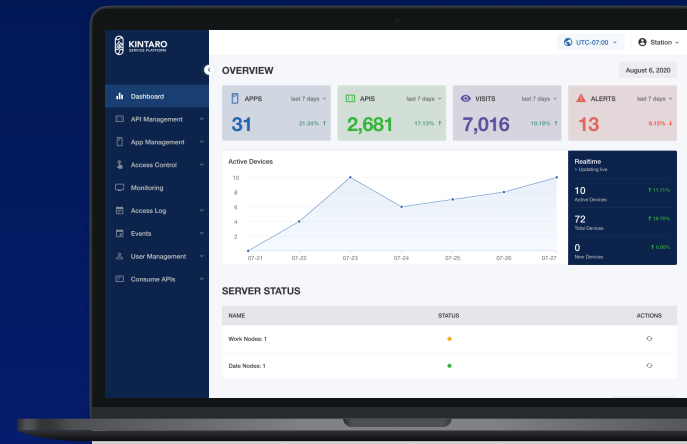 KINTARO
SERVICE PLATFORM
UTC-07:00
Station
OVERVIEW
August 6, 2020
Dashboard
API Management
App Management
Access Control
Monitoring
Access Log
Events
User Management
Consume APIs
APPS last 7 days
31 21.34%
APIS last 7 days
2,681 17.13%
VISITS last 7 days
7,016 19.19%
ALERTS last 7 days
13 6.15%
Active Devices
10
8
6
4
2
07-21 07-22 07-23 07-24 07-25 07-26 07-27
Realtime
Updating live
10 11.11%
Active Devices
72 18.75%
Total Devices
0 0.00%
New Devices
SERVER STATUS
NAME STATUS ACTIONS
Work Nodes: 1
Date Nodes: 1